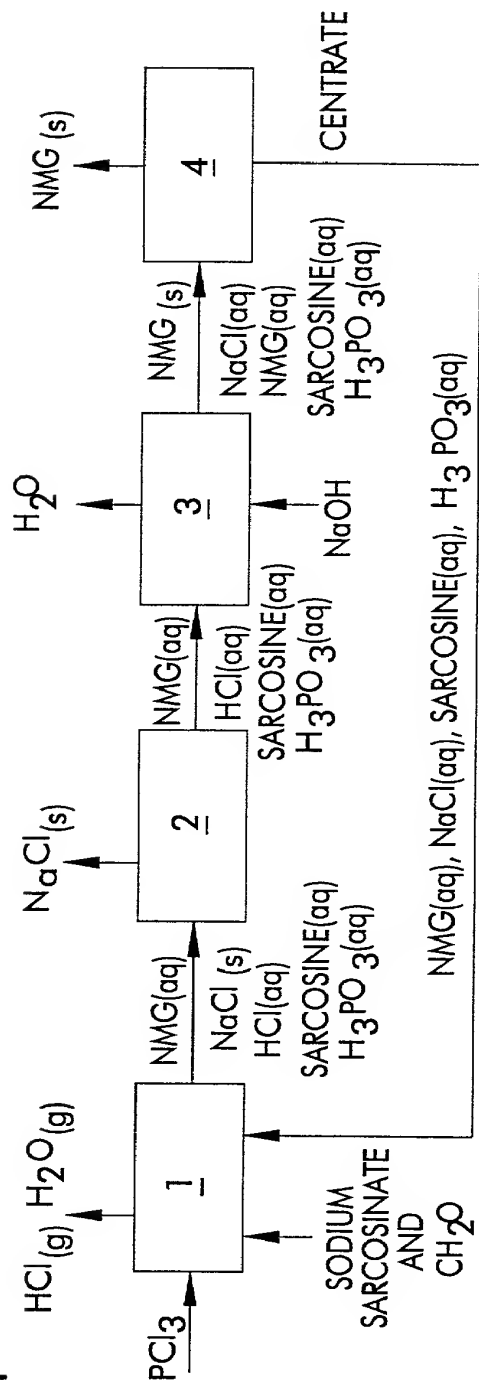 HCl(g) H2O(g)
PCl3
1
SODIUM
SARCOSINATE
AND
CH2O
NMG(aq)
NaCl(s)
HCl(aq)
SARCOSINE(aq)
H3PO3(aq)
NaCl(s)
2
NMG(aq)
HCl(aq)
SARCOSINE(aq)
H3PO3(aq)
H2O
3
NaOH
NMG(s)
NaCl(aq)
NMG(aq)
SARCOSINE(aq)
H3PO3(aq)
NMG(s)
4
CENTRATE
NMG(aq), NaCl(aq), SARCOSINE(aq), H3PO3(aq)